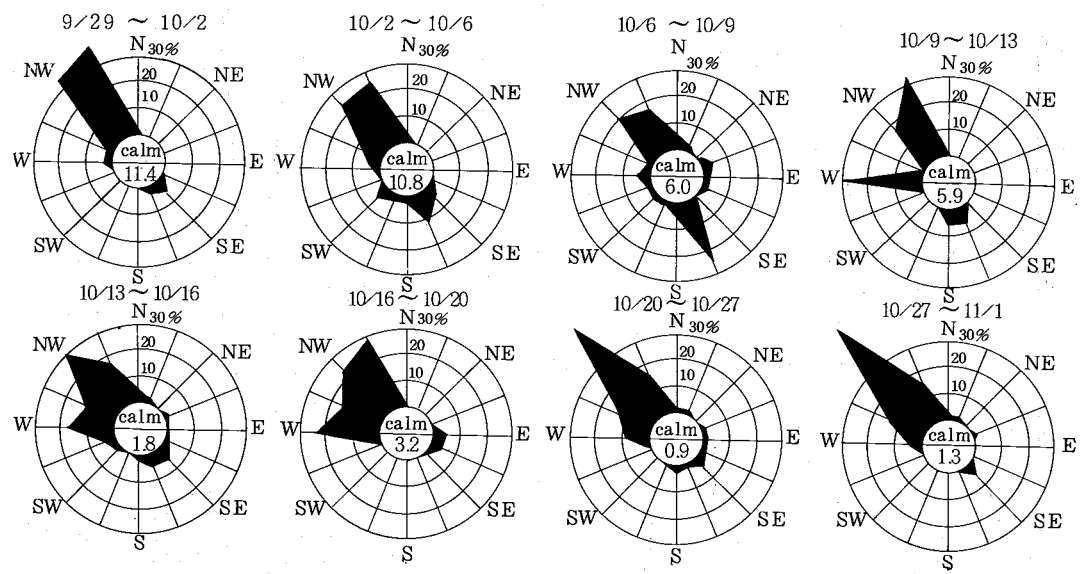 9/29 ～ 10/2
N 30%
20
10
NW
NE
W
E
calm
11.4
SW
SE
S
10/2 ～ 10/6
N 30%
20
10
NW
NE
W
E
calm
10.8
SW
SE
S
10/6 ～ 10/9
N
30%
20
10
NW
NE
W
E
calm
6.0
SW
SE
S
10/9～10/13
N 30%
20
10
NW
NE
W
E
calm
5.9
SW
SE
S
10/13 ～ 10/16
N 30%
20
10
NW
NE
W
E
calm
1.8
SW
SE
S
10/16 ～ 10/20
N 30%
20
10
NW
NE
W
E
calm
3.2
SW
SE
S
10/20 ～ 10/27
N 30%
20
10
NE
W
E
calm
0.9
SW
SE
S
10/27 ～11/1
N
30%
20
10
NE
W
E
calm
1.3
SW
SE
S